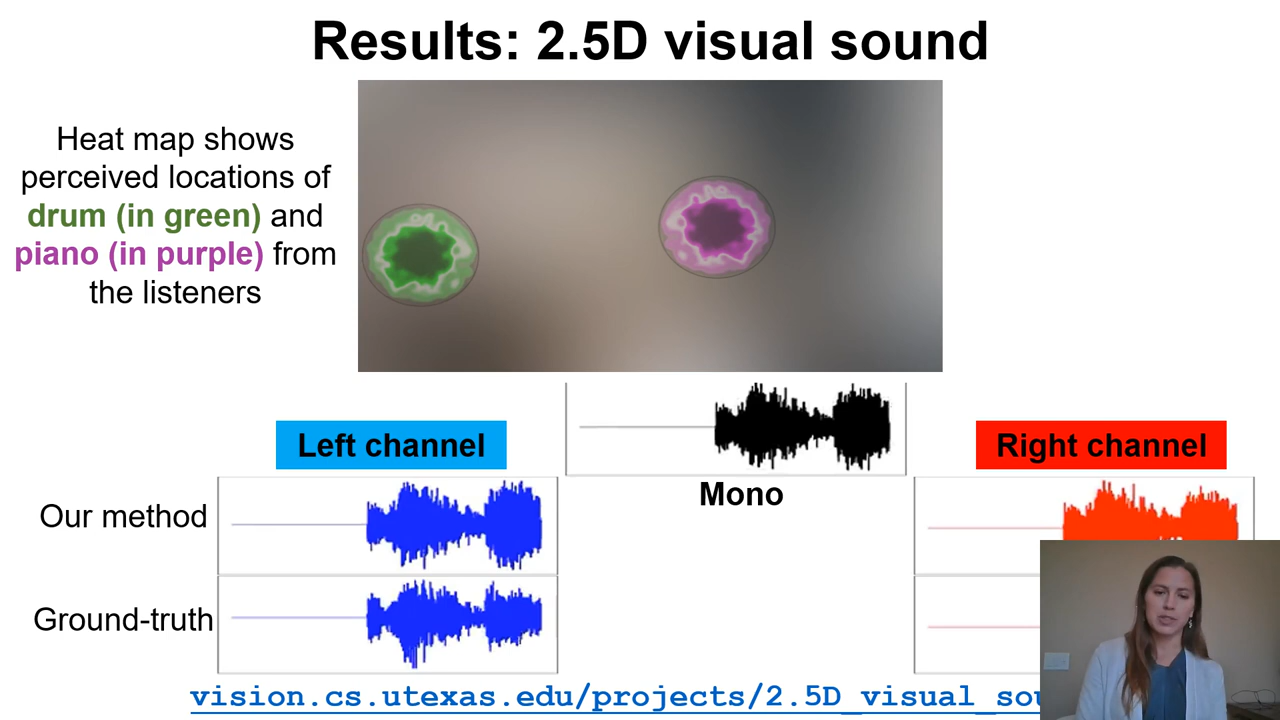 Results: 2.5D visual sound
Heat map shows
perceived locations of
drum (in green) and
piano (in purple) from
the listeners
Left channel
Right channel
Mono
Our method
Ground-truth
vision.cs.utexas.edu/projects/2.5D_visual_sou